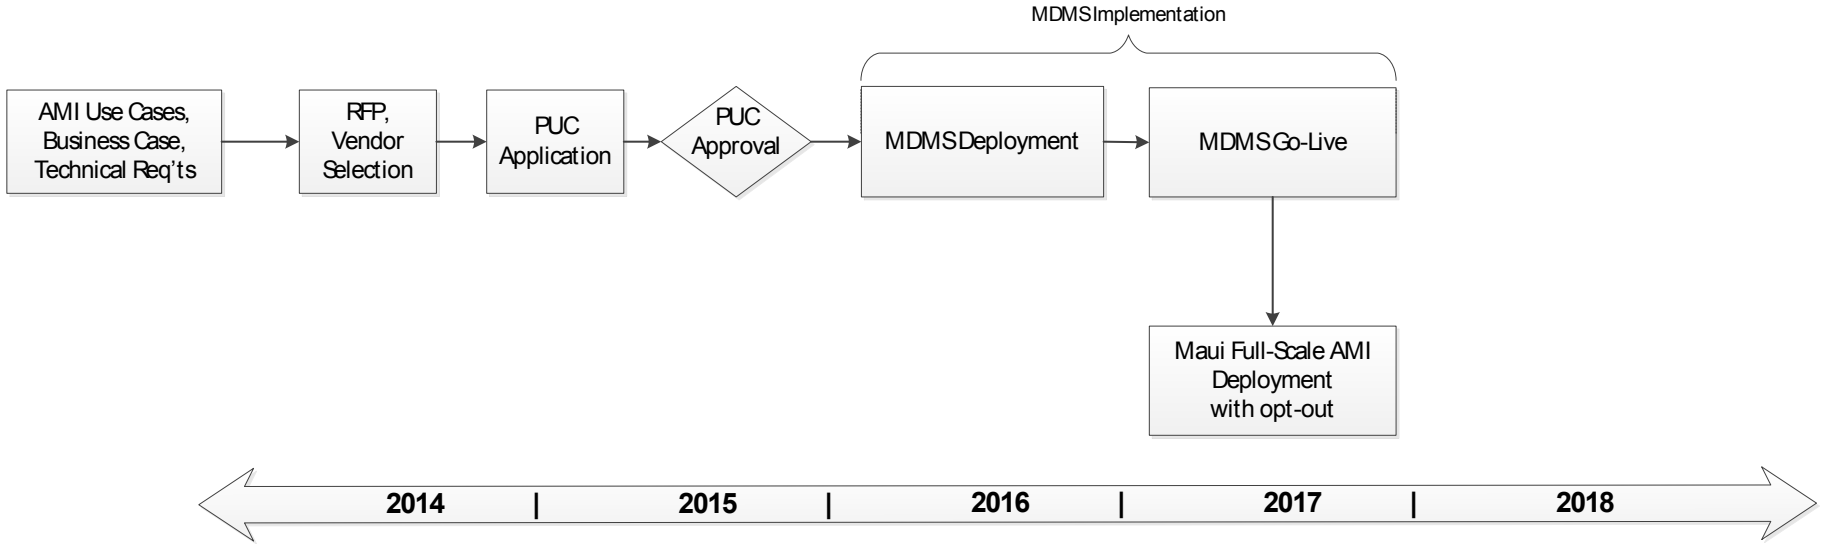 MDMS Implementation
AMI Use Cases,
Business Case,
Technical Req'ts
RFP,
Vendor
Selection
PUC
Application
PUC
Approval
MDMS Deployment
MDMS Go-Live
Maui Full-Scale AMI
Deployment
with opt-out
2014 | 2015 | 2016 | 2017 | 2018